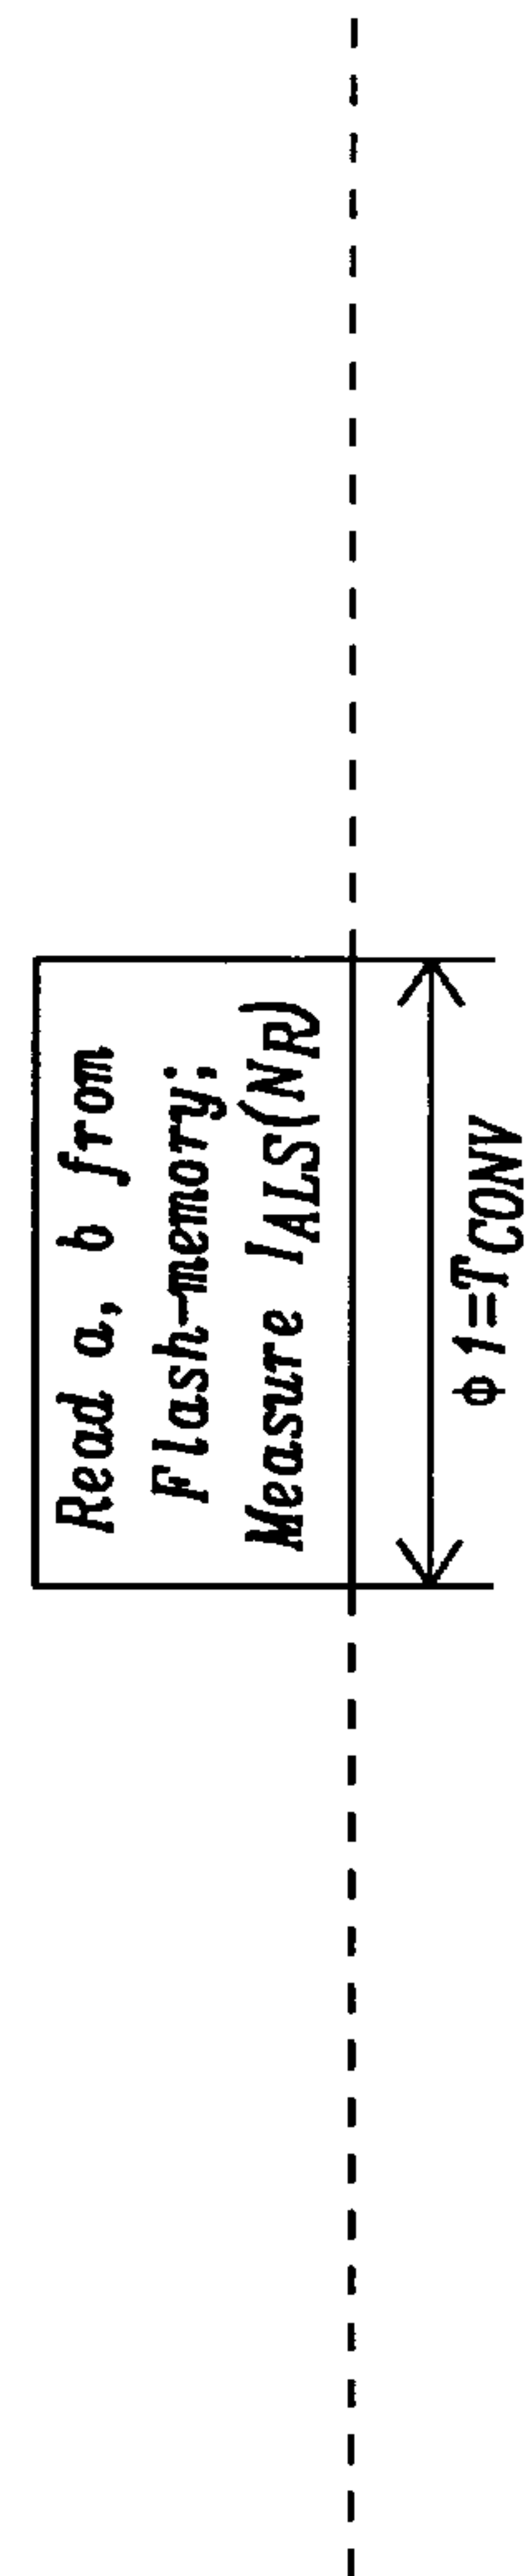 Read a, b from
Flash-memory;
Measure I_ALS(N_R)
φ1=T_CONV